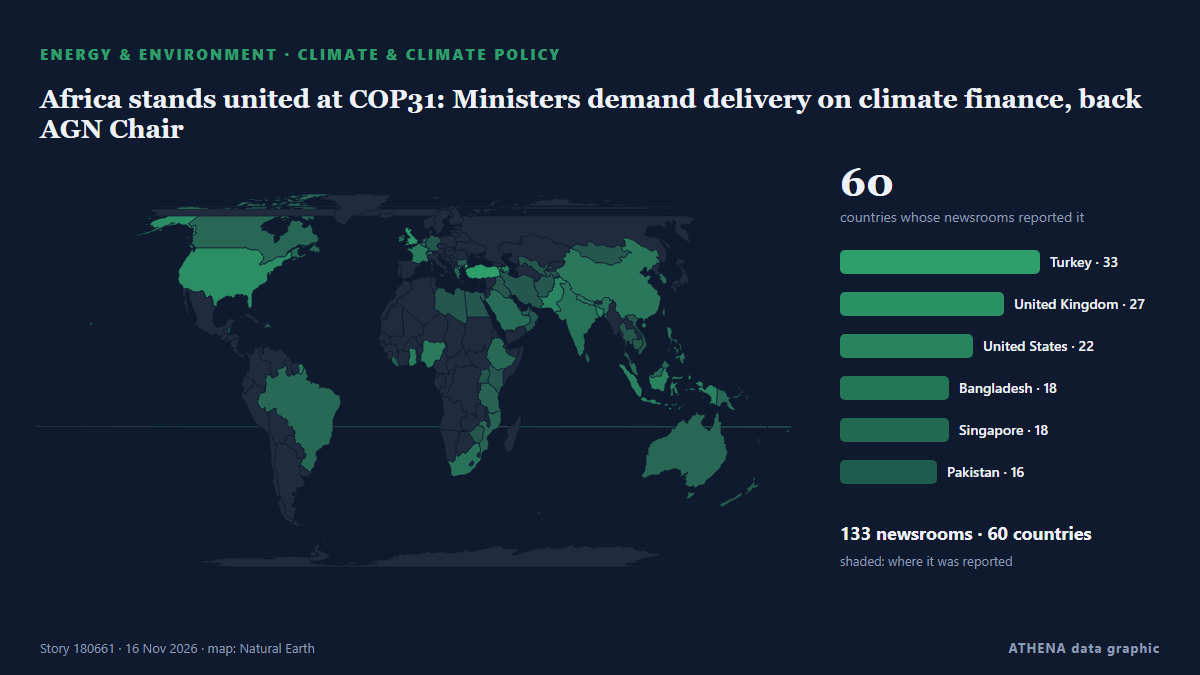 ENERGY & ENVIRONMENT · CLIMATE & CLIMATE POLICY
Africa stands united at COP31: Ministers demand delivery on climate finance, back
AGN Chair
60
countries whose newsrooms reported it
Turkey · 33
United Kingdom · 27
United States · 22
Bangladesh · 18
Singapore · 18
Pakistan · 16
133 newsrooms · 60 countries
shaded: where it was reported
Story 180661 · 16 Nov 2026 · map: Natural Earth
ATHENA data graphic